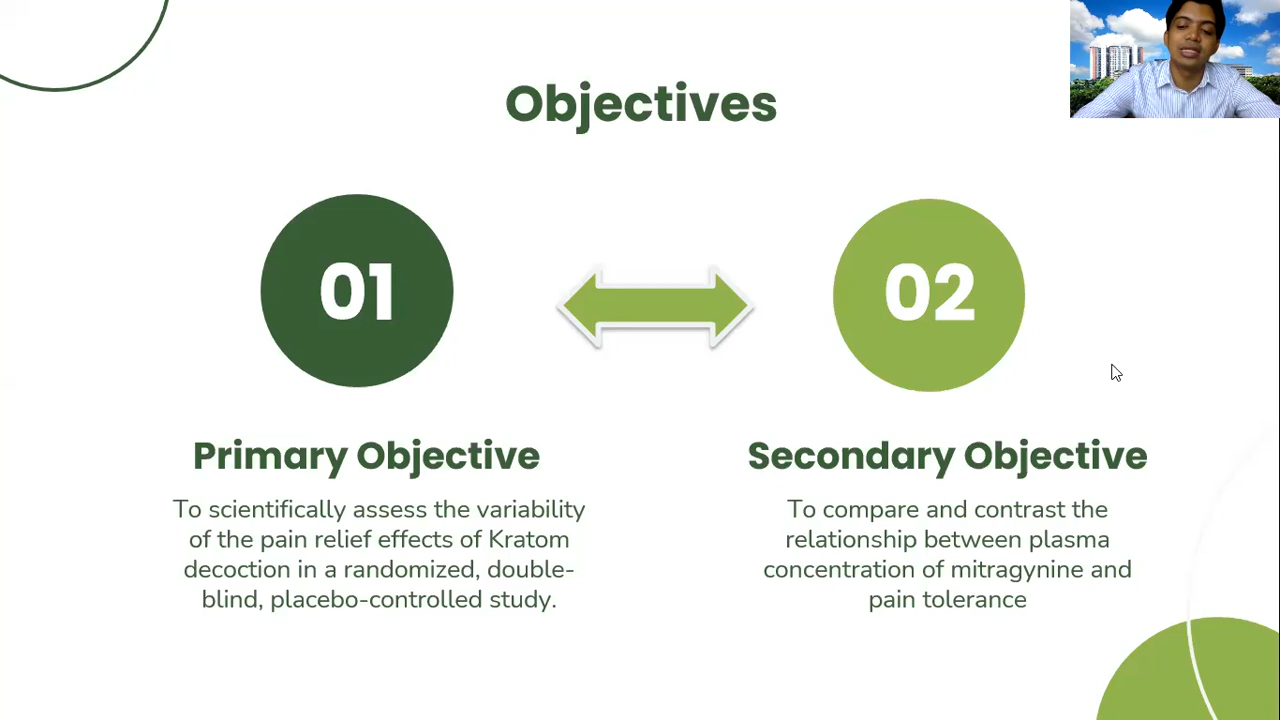 Objectives
01
02
Primary Objective
To scientifically assess the variability
of the pain relief effects of Kratom
decoction in a randomized, double-
blind, placebo-controlled study.
Secondary Objective
To compare and contrast the
relationship between plasma
concentration of mitragynine and
pain tolerance